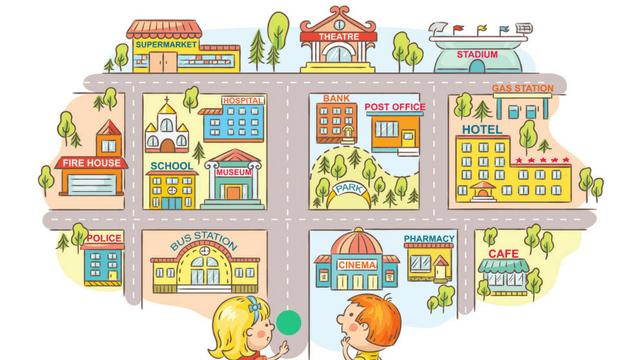 SUPERMARKET
THEATRE
STADIUM
HOSPITAL
BANK
POST OFFICE
GAS STATION
HOTEL
FIRE HOUSE
SCHOOL
MUSEUM
PARK
POLICE
BUS STATION
CINEMA
PHARMACY
CAFE